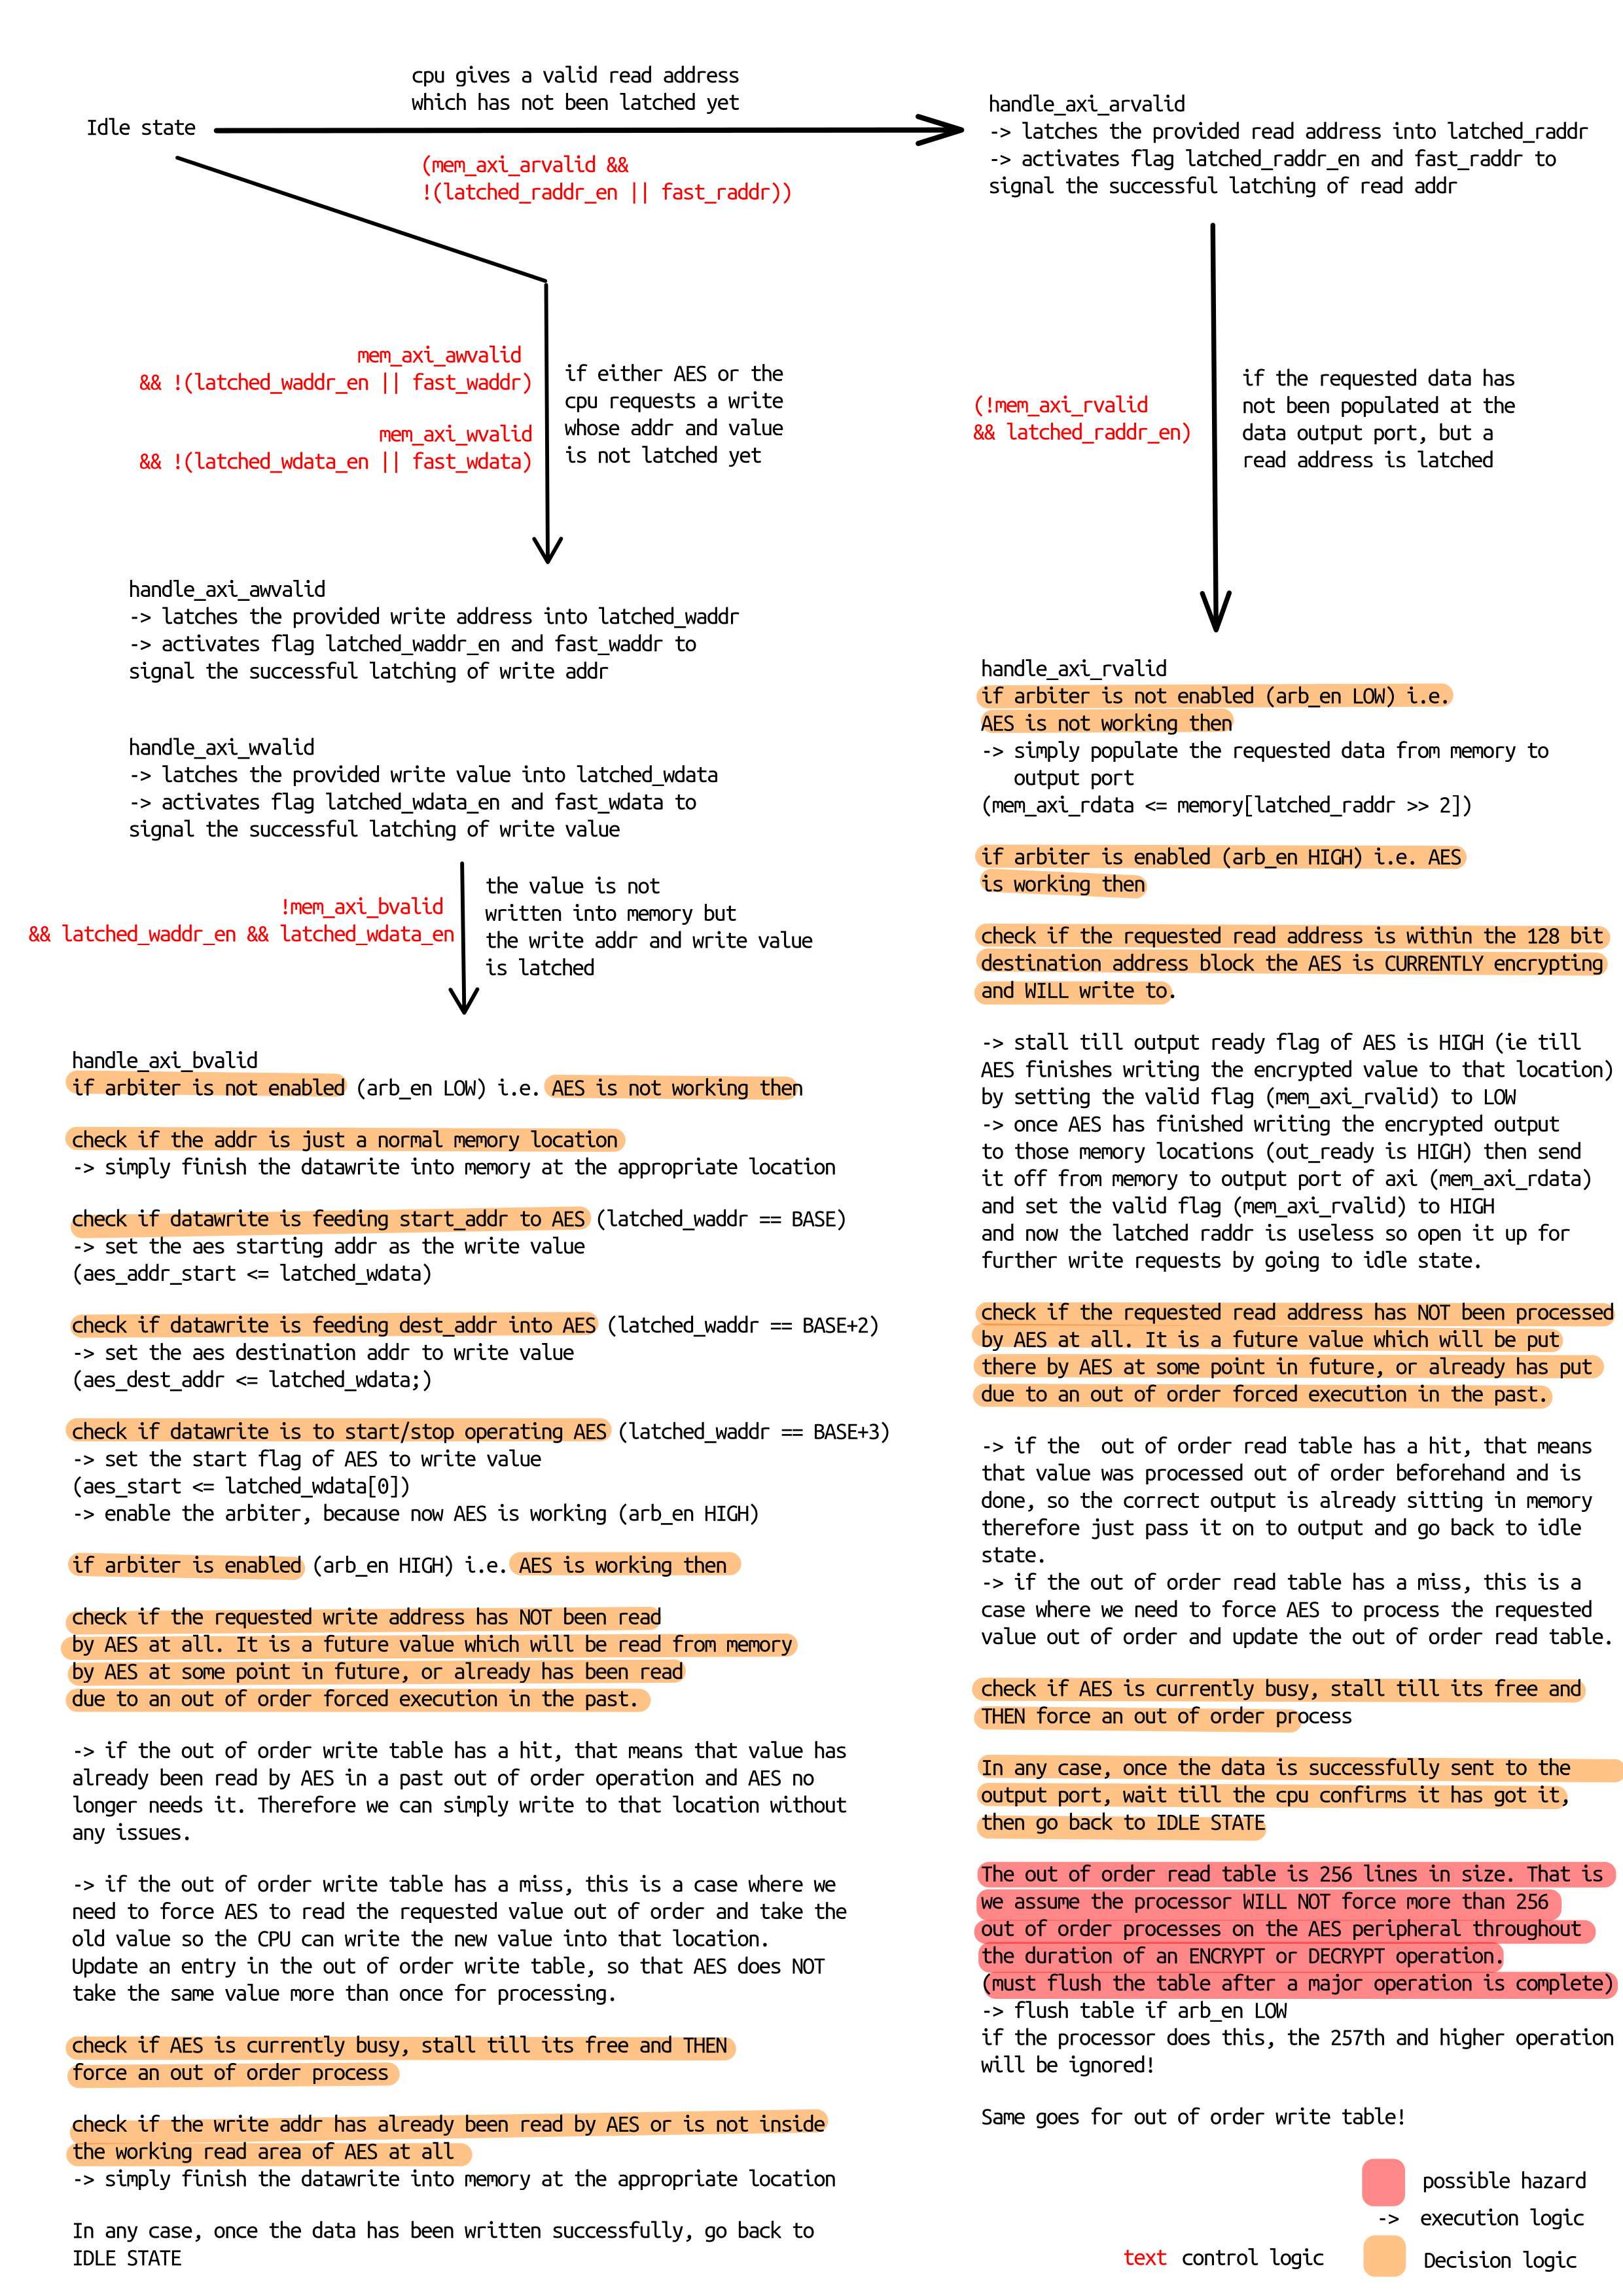 cpu gives a valid read address
which has not been latched yet
Idle state
(mem_axi_arvalid &&
!(latched_raddr_en || fast_raddr))
handle_axi_arvalid
-> latches the provided read address into latched_raddr
-> activates flag latched_raddr_en and fast_raddr to
signal the successful latching of read addr
mem_axi_awvalid
&& !(latched_waddr_en || fast_waddr)
mem_axi_wvalid
&& !(latched_wdata_en || fast_wdata)
if either AES or the
cpu requests a write
whose addr and value
is not latched yet
(!mem_axi_rvalid
&& latched_raddr_en)
if the requested data has
not been populated at the
data output port, but a
read address is latched
handle_axi_awvalid
-> latches the provided write address into latched_waddr
-> activates flag latched_waddr_en and fast_waddr to
signal the successful latching of write addr
handle_axi_wvalid
-> latches the provided write value into latched_wdata
-> activates flag latched_wdata_en and fast_wdata to
signal the successful latching of write value
!mem_axi_bvalid
&& latched_waddr_en && latched_wdata_en
the value is not
written into memory but
the write addr and write value
is latched
handle_axi_bvalid
if arbiter is not enabled (arb_en LOW) i.e. AES is not working then
check if the addr is just a normal memory location
-> simply finish the datawrite into memory at the appropriate location
check if datawrite is feeding start_addr to AES (latched_waddr == BASE)
-> set the aes starting addr as the write value
(aes_addr_start <= latched_wdata)
check if datawrite is feeding dest_addr into AES (latched_waddr == BASE+2)
-> set the aes destination addr to write value
(aes_dest_addr <= latched_wdata;)
check if datawrite is to start/stop operating AES (latched_waddr == BASE+3)
-> set the start flag of AES to write value
(aes_start <= latched_wdata[0])
-> enable the arbiter, because now AES is working (arb_en HIGH)
if arbiter is enabled (arb_en HIGH) i.e. AES is working then
check if the requested write address has NOT been read
by AES at all. It is a future value which will be read from memory
by AES at some point in future, or already has been read
due to an out of order forced execution in the past.
-> if the out of order write table has a hit, that means that value has
already been read by AES in a past out of order operation and AES no
longer needs it. Therefore we can simply write to that location without
any issues.
-> if the out of order write table has a miss, this is a case where we
need to force AES to read the requested value out of order and take the
old value so the CPU can write the new value into that location.
Update an entry in the out of order write table, so that AES does NOT
take the same value more than once for processing.
check if AES is currently busy, stall till its free and THEN
force an out of order process
check if the write addr has already been read by AES or is not inside
the working read area of AES at all
-> simply finish the datawrite into memory at the appropriate location
In any case, once the data has been written successfully, go back to
IDLE STATE
handle_axi_rvalid
if arbiter is not enabled (arb_en LOW) i.e.
AES is not working then
-> simply populate the requested data from memory to
output port
(mem_axi_rdata <= memory[latched_raddr >> 2])
if arbiter is enabled (arb_en HIGH) i.e. AES
is working then
check if the requested read address is within the 128 bit
destination address block the AES is CURRENTLY encrypting
and WILL write to.
-> stall till output ready flag of AES is HIGH (ie till
AES finishes writing the encrypted value to that location)
by setting the valid flag (mem_axi_rvalid) to LOW
-> once AES has finished writing the encrypted output
to those memory locations (out_ready is HIGH) then send
it off from memory to output port of axi (mem_axi_rdata)
and set the valid flag (mem_axi_rvalid) to HIGH
and now the latched raddr is useless so open it up for
further write requests by going to idle state.
check if the requested read address has NOT been processed
by AES at all. It is a future value which will be put
there by AES at some point in future, or already has put
due to an out of order forced execution in the past.
-> if the  out of order read table has a hit, that means
that value was processed out of order beforehand and is
done, so the correct output is already sitting in memory
therefore just pass it on to output and go back to idle
state.
-> if the out of order read table has a miss, this is a
case where we need to force AES to process the requested
value out of order and update the out of order read table.
check if AES is currently busy, stall till its free and
THEN force an out of order process
In any case, once the data is successfully sent to the
output port, wait till the cpu confirms it has got it,
then go back to IDLE STATE
The out of order read table is 256 lines in size. That is
we assume the processor WILL NOT force more than 256
out of order processes on the AES peripheral throughout
the duration of an ENCRYPT or DECRYPT operation.
(must flush the table after a major operation is complete)
-> flush table if arb_en LOW
if the processor does this, the 257th and higher operation
will be ignored!
Same goes for out of order write table!
possible hazard
-> execution logic
text control logic
Decision logic